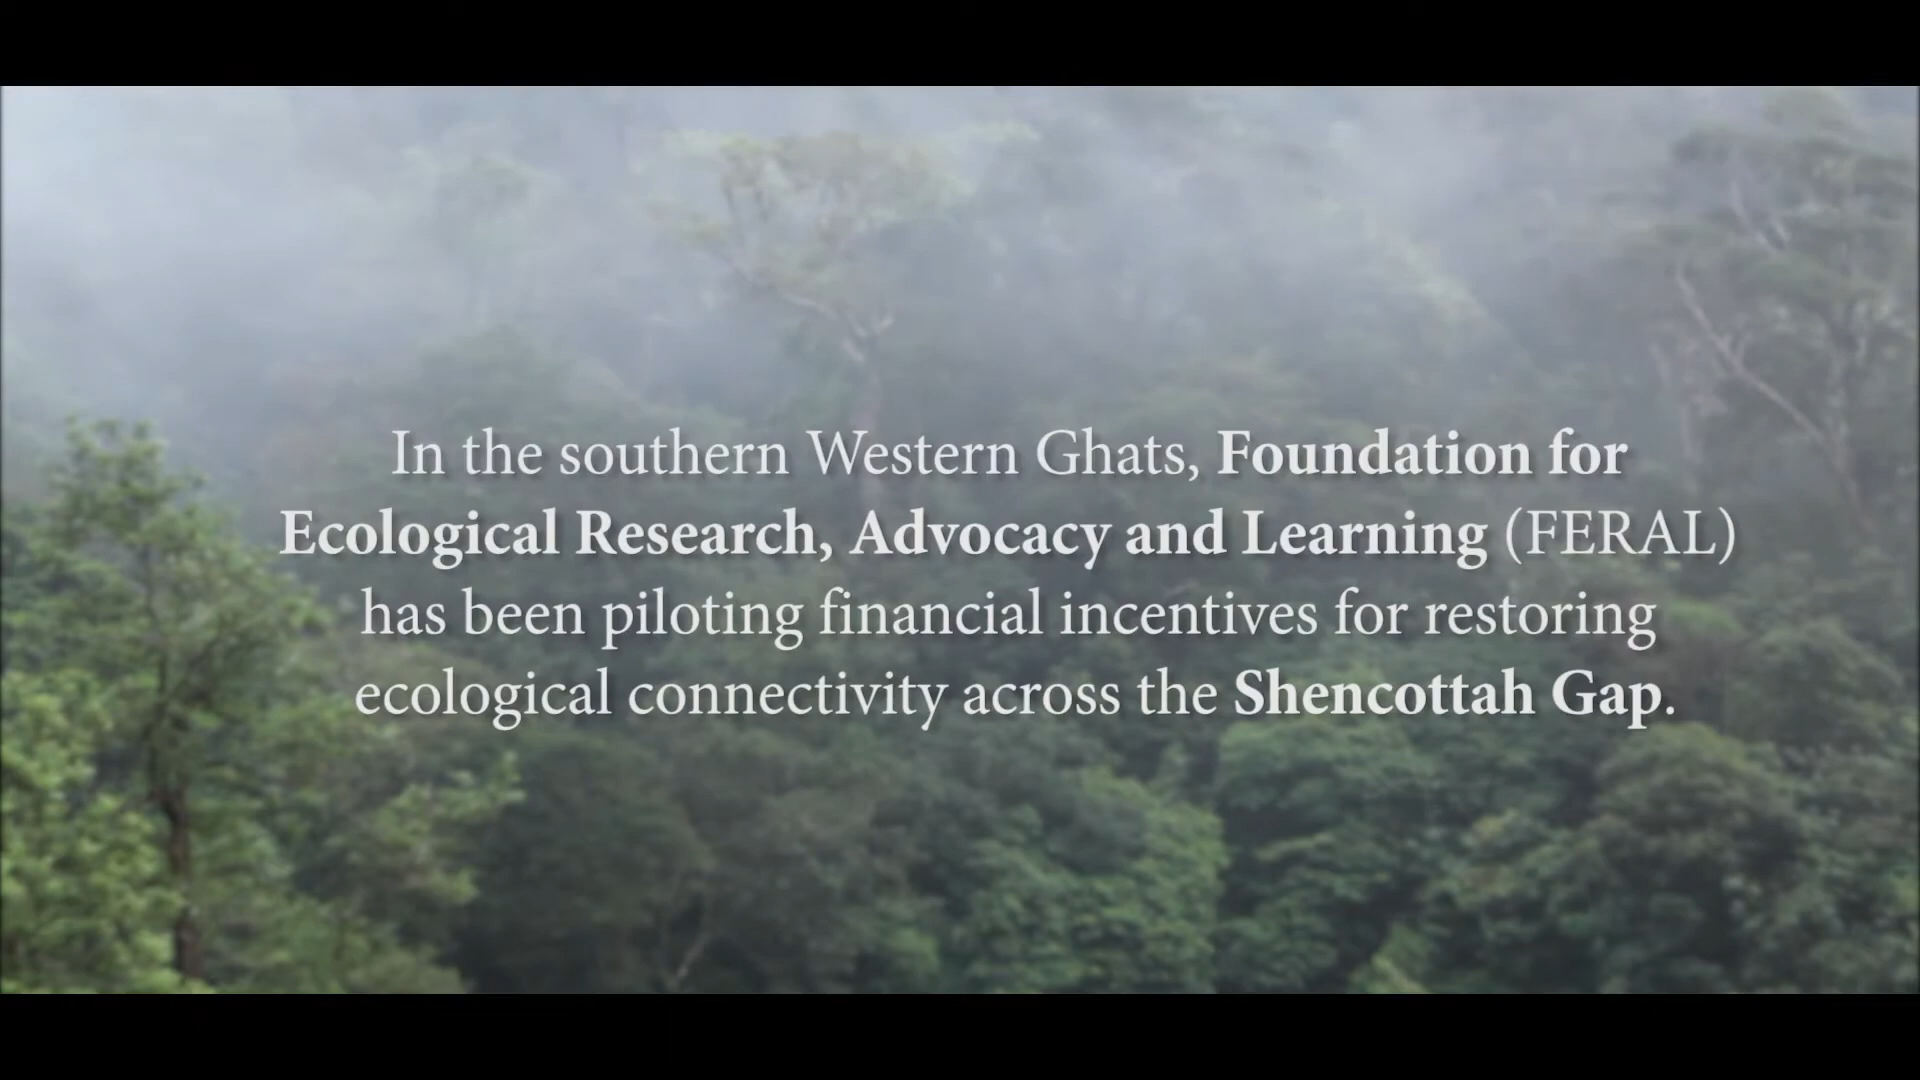 In the southern Western Ghats, Foundation for
Ecological Research, Advocacy and Learning (FERAL)
has been piloting financial incentives for restoring
ecological connectivity across the Shencottah Gap.